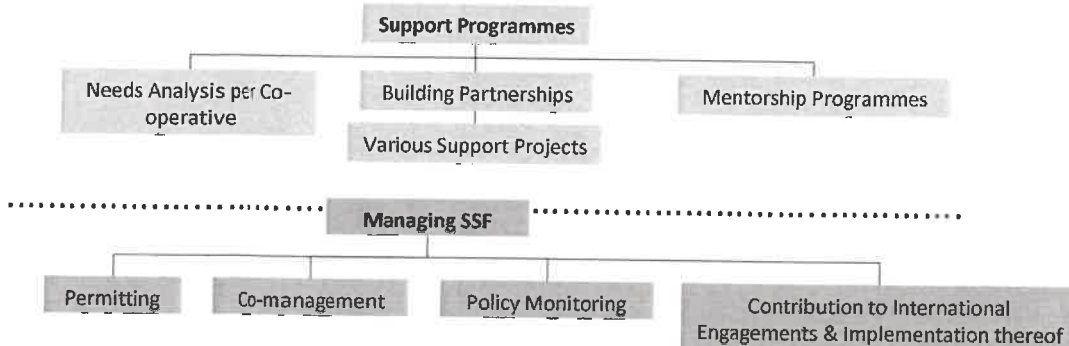 Support Programmes
Needs Analysis per Co-
operative
Building Partnerships
Mentorship Programmes
Various Support Projects
Managing SSF
Permitting
Co-management
Policy Monitoring
Contribution to International
Engagements & Implementation thereof